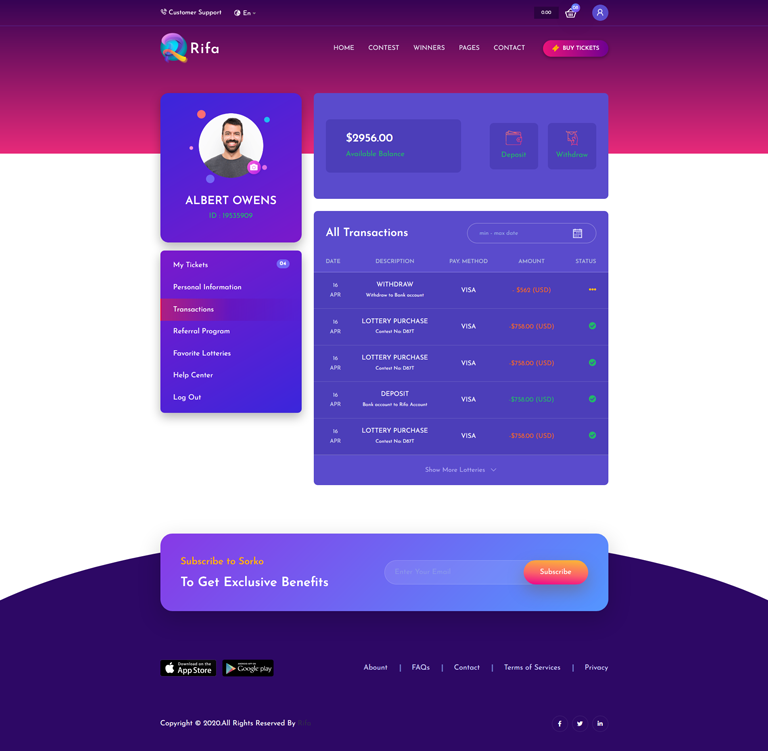 Customer Support
En
0.00
Rifa
HOME CONTEST WINNERS PAGES CONTACT
BUY TICKETS
ALBERT OWENS
ID : 19535909
My Tickets 04
Personal Information
Transactions
Referral Program
Favorite Lotteries
Help Center
Log Out
$2956.00
Available Balance
Deposit
Withdraw
All Transactions
min - max date
DATE DESCRIPTION PAY METHOD AMOUNT STATUS
16 APR WITHDRAW VISA - $562 (USD)
Withdraw to Bank account
16 APR LOTTERY PURCHASE VISA -$758.00 (USD)
Contest No: D87T
16 APR LOTTERY PURCHASE VISA -$758.00 (USD)
Contest No: D87T
16 APR DEPOSIT VISA $758.00 (USD)
Bank account to Rifa Account
16 APR LOTTERY PURCHASE VISA -$758.00 (USD)
Contest No: D87T
Show More Lotteries
Subscribe to Sorko
To Get Exclusive Benefits
Enter Your Email
Subscribe
Download on the
App Store
Google play
Abount | FAQs | Contact | Terms of Services | Privacy
Copyright © 2020.All Rights Reserved By Rifa